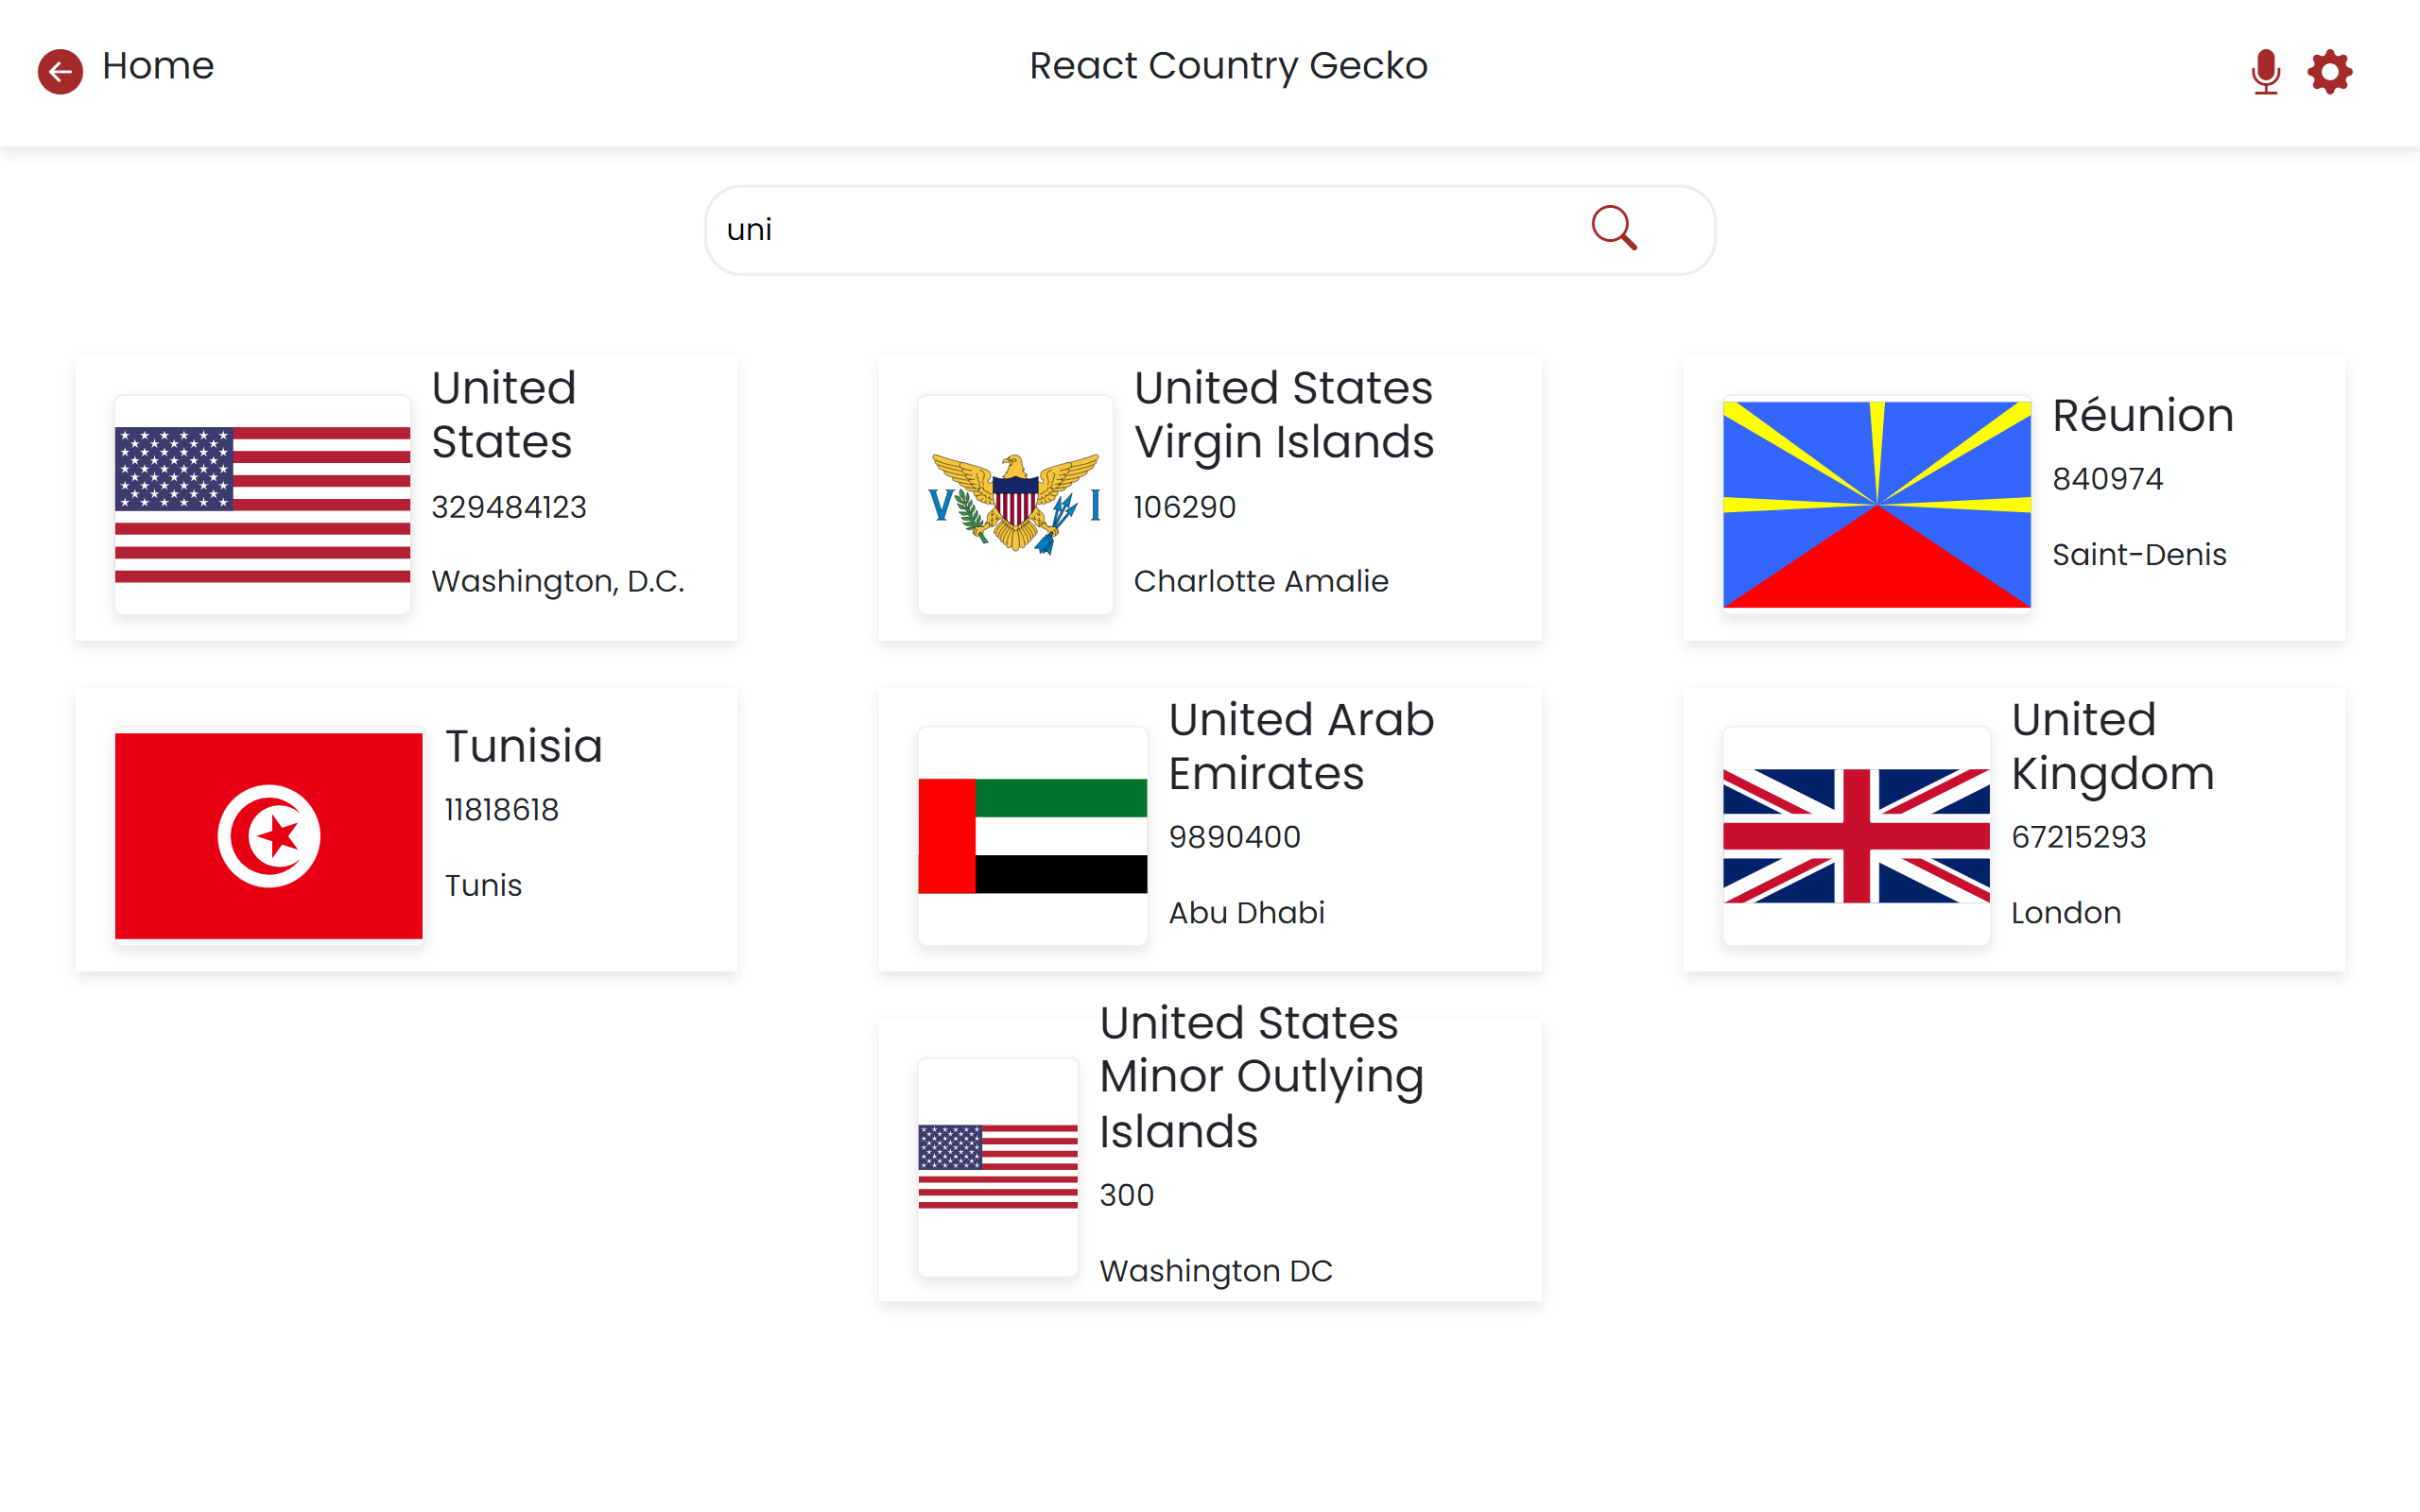 Home
React Country Gecko
uni
United
States
329484123
Washington, D.C.
V I
United States
Virgin Islands
106290
Charlotte Amalie
Réunion
840974
Saint-Denis
Tunisia
11818618
Tunis
United Arab
Emirates
9890400
Abu Dhabi
United
Kingdom
67215293
London
United States
Minor Outlying
Islands
300
Washington DC